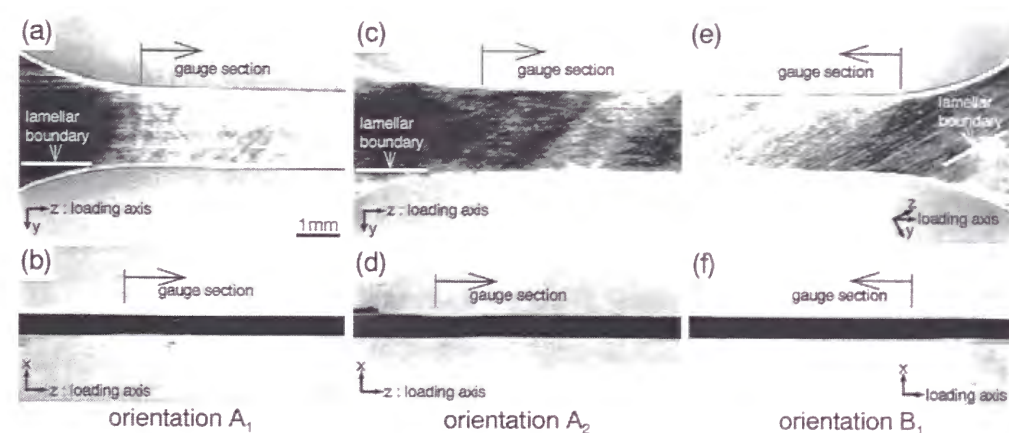 (a)
gauge section
lamellar
boundary
z : loading axis
y
1mm
(b)
gauge section
x
z : loading axis
orientation A₁
(c)
gauge section
lamellar
boundary
z : loading axis
y
(d)
gauge section
x
z : loading axis
orientation A₂
(e)
gauge section
lamellar
boundary
z
loading axis
y
(f)
gauge section
x
loading axis
orientation B₁